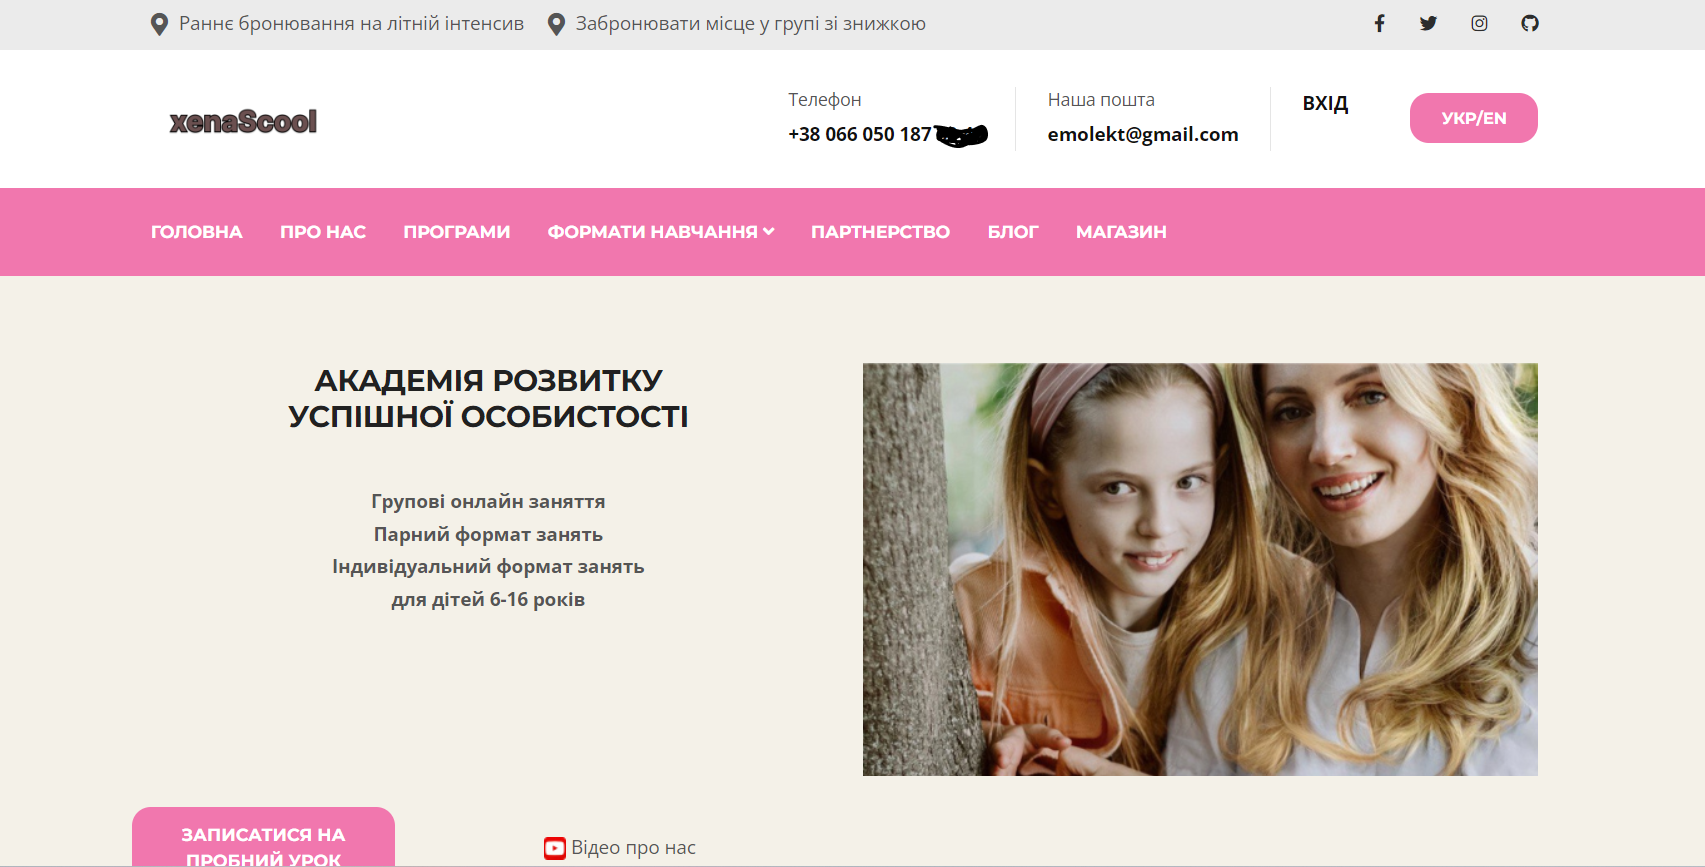 Раннє бронювання на літній інтенсив Забронювати місце у групі зі знижкою
xenaScool
Телефон
+38 066 050 187
Наша пошта
emolekt@gmail.com
ВХІД
УКР/EN
ГОЛОВНА ПРО НАС ПРОГРАМИ ФОРМАТИ НАВЧАННЯ ПАРТНЕРСТВО БЛОГ МАГАЗИН
АКАДЕМІЯ РОЗВИТКУ
УСПІШНОЇ ОСОБИСТОСТІ
Групові онлайн заняття
Парний формат занять
Індивідуальний формат занять
для дітей 6-16 років
ЗАПИСАТИСЯ НА
ПРОБНИЙ УРОК
Відео про нас